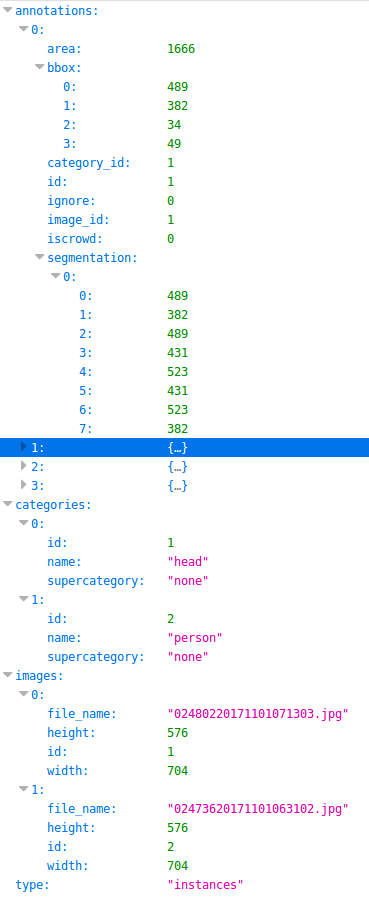 annotations:
0:
area: 1666
bbox:
0: 489
1: 382
2: 34
3: 49
category_id: 1
id: 1
ignore: 0
image_id: 1
iscrowd: 0
segmentation:
0:
0: 489
1: 382
2: 489
3: 431
4: 523
5: 431
6: 523
7: 382
1: {…}
2: {…}
3: {…}
categories:
0:
id: 1
name: "head"
supercategory: "none"
1:
id: 2
name: "person"
supercategory: "none"
images:
0:
file_name: "02480220171101071303.jpg"
height: 576
id: 1
width: 704
1:
file_name: "02473620171101063102.jpg"
height: 576
id: 2
width: 704
type: "instances"